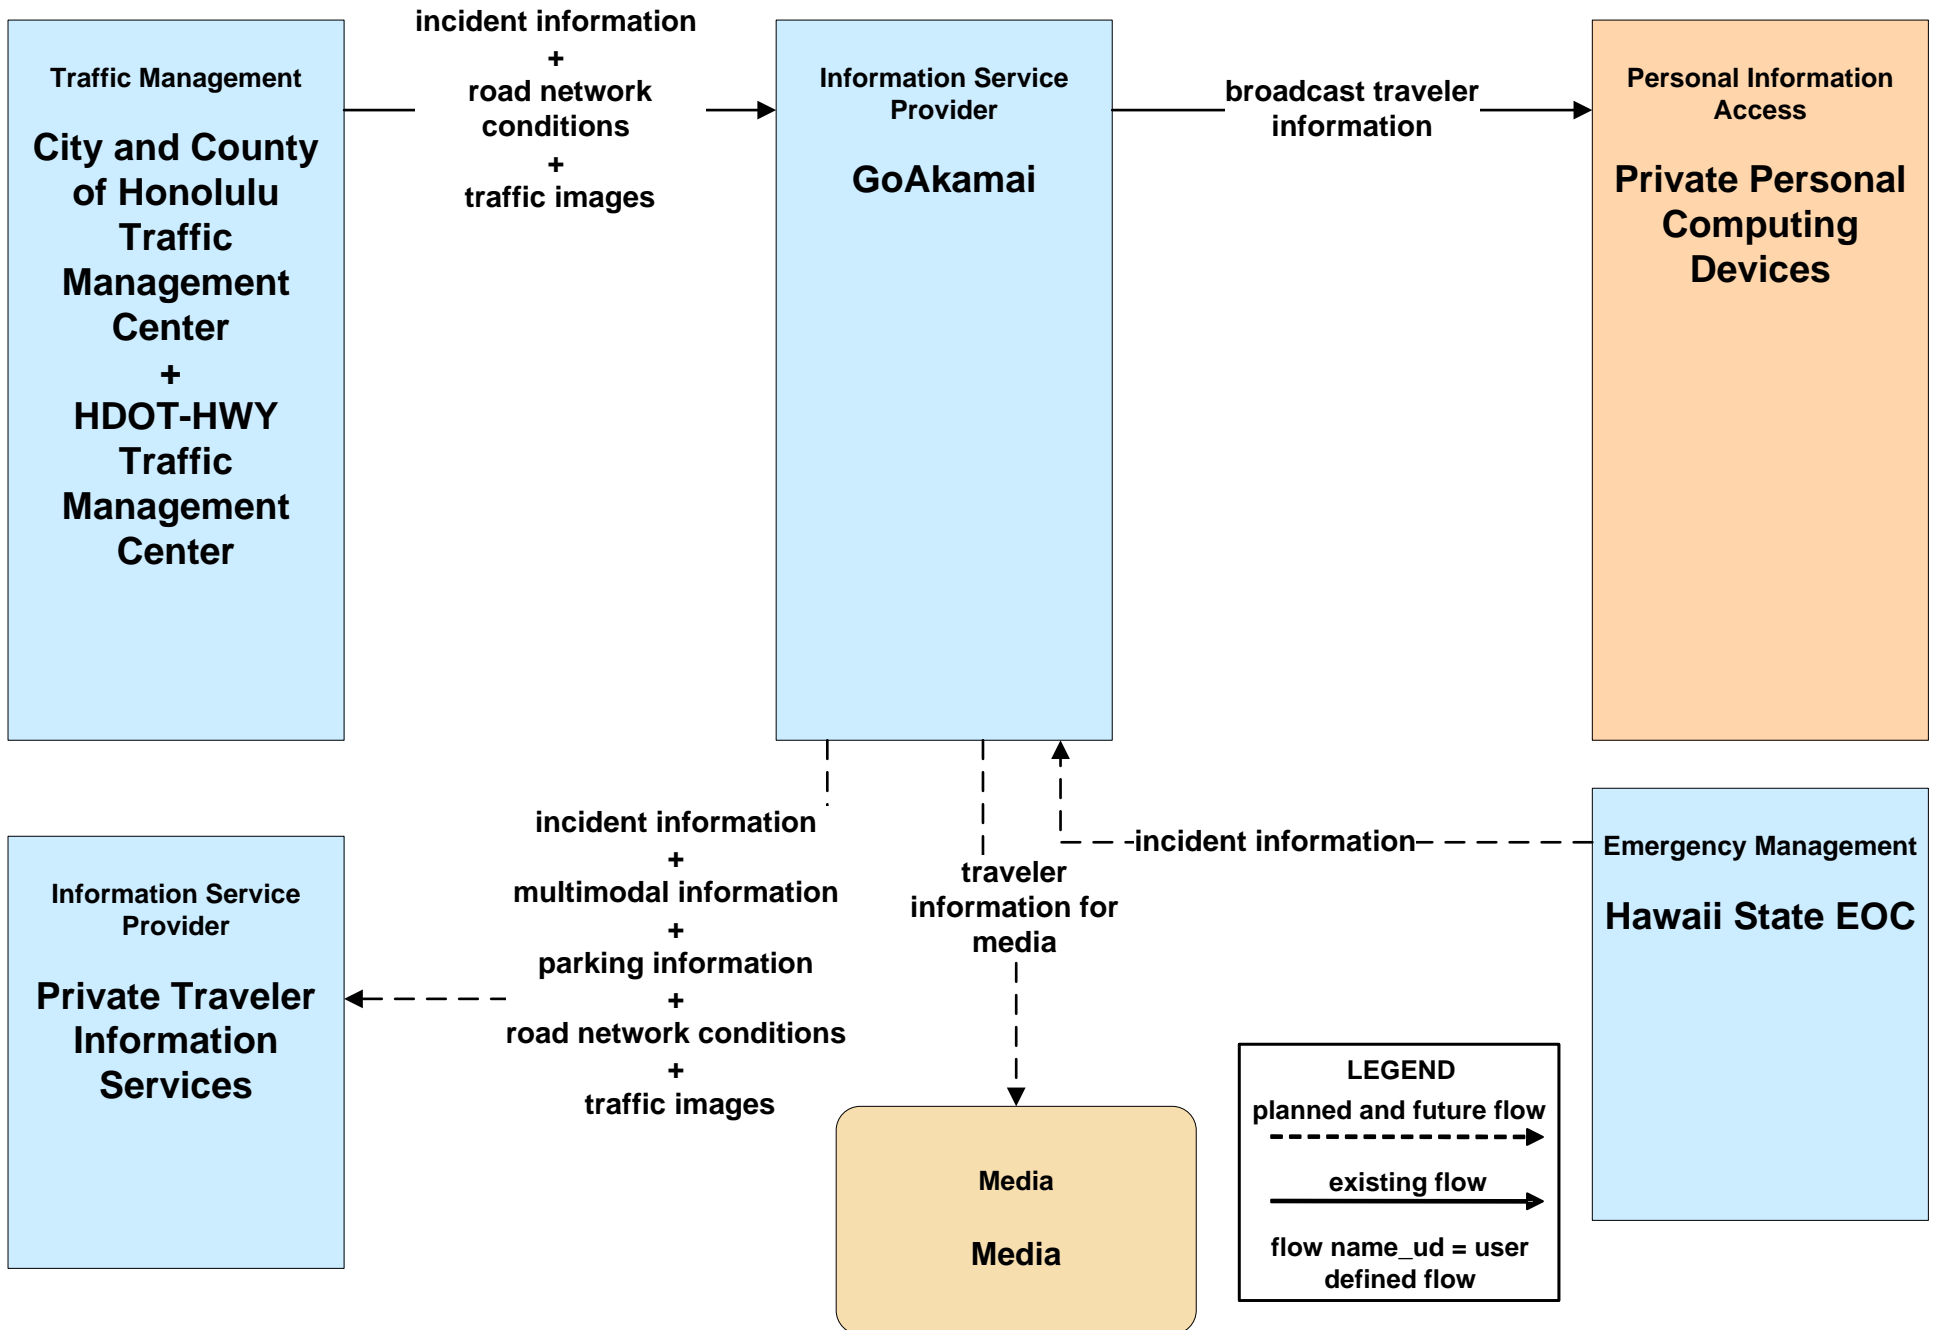 Traffic Management
City and County
of Honolulu
Traffic
Management
Center
+
HDOT-HWY
Traffic
Management
Center
incident information
+
road network
conditions
+
traffic images
Information Service
Provider
GoAkamai
broadcast traveler
information
Personal Information
Access
Private Personal
Computing
Devices
Information Service
Provider
Private Traveler
Information
Services
incident information
+
multimodal information
+
parking information
+
road network conditions
+
traffic images
traveler
information for
media
incident information
Emergency Management
Hawaii State EOC
Media
Media
LEGEND
planned and future flow
existing flow
flow name_ud = user
defined flow